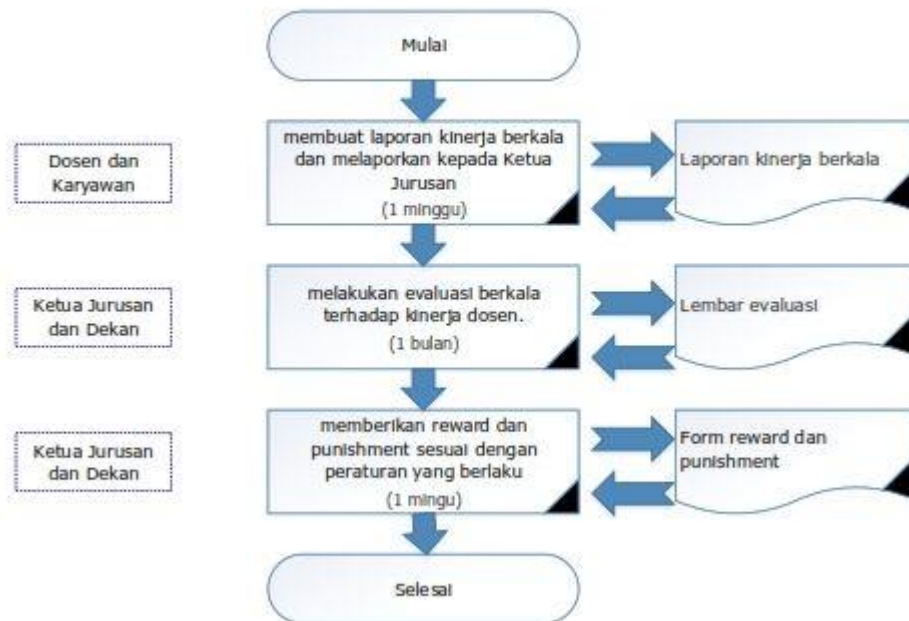 Mulai
Dosen dan
Karyawan
membuat laporan kinerja berkala
dan melaporkan kepada Ketua
Jurusan
(1 minggu)
Laporan kinerja berkala
Ketua Jurusan
dan Dekan
melakukan evaluasi berkala
terhadap kinerja dosen.
(1 bulan)
Lembar evaluasi
Ketua Jurusan
dan Dekan
memberikan reward dan
punishment sesuai dengan
peraturan yang berlaku
(1 mingu)
Form reward dan
punishment
Selesai